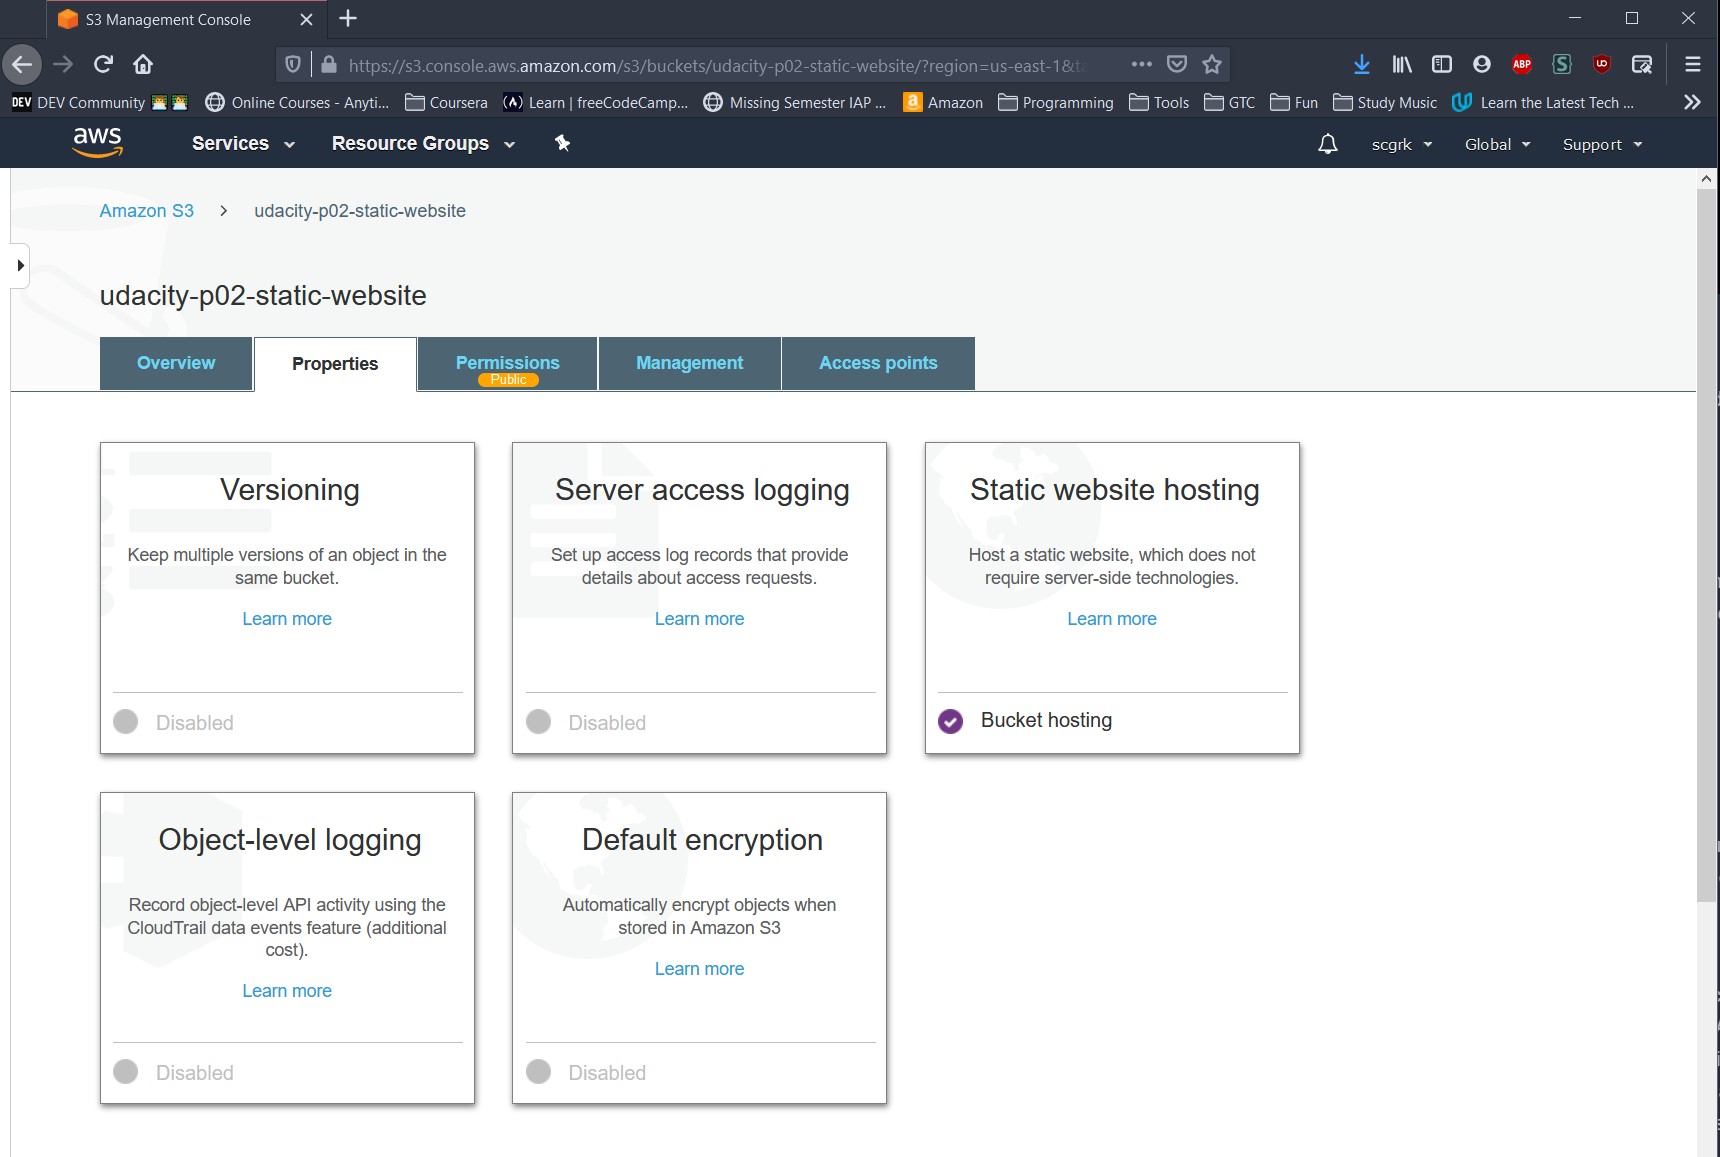 S3 Management Console
https://s3.console.aws.amazon.com/s3/buckets/udacity-p02-static-website/?region=us-east-1&ta
ABP
S
UD
DEV DEV Community
Online Courses - Anyti...
Coursera
(Λ) Learn | freeCodeCamp...
Missing Semester IAP ...
a Amazon
Programming
Tools
GTC
Fun
Study Music
Learn the Latest Tech ...
aws
Services
Resource Groups
scgrk
Global
Support
Amazon S3 > udacity-p02-static-website
udacity-p02-static-website
Overview
Properties
Permissions
Public
Management
Access points
Versioning
Keep multiple versions of an object in the
same bucket.
Learn more
Disabled
Server access logging
Set up access log records that provide
details about access requests.
Learn more
Disabled
Static website hosting
Host a static website, which does not
require server-side technologies.
Learn more
Bucket hosting
Object-level logging
Record object-level API activity using the
CloudTrail data events feature (additional
cost).
Learn more
Disabled
Default encryption
Automatically encrypt objects when
stored in Amazon S3
Learn more
Disabled